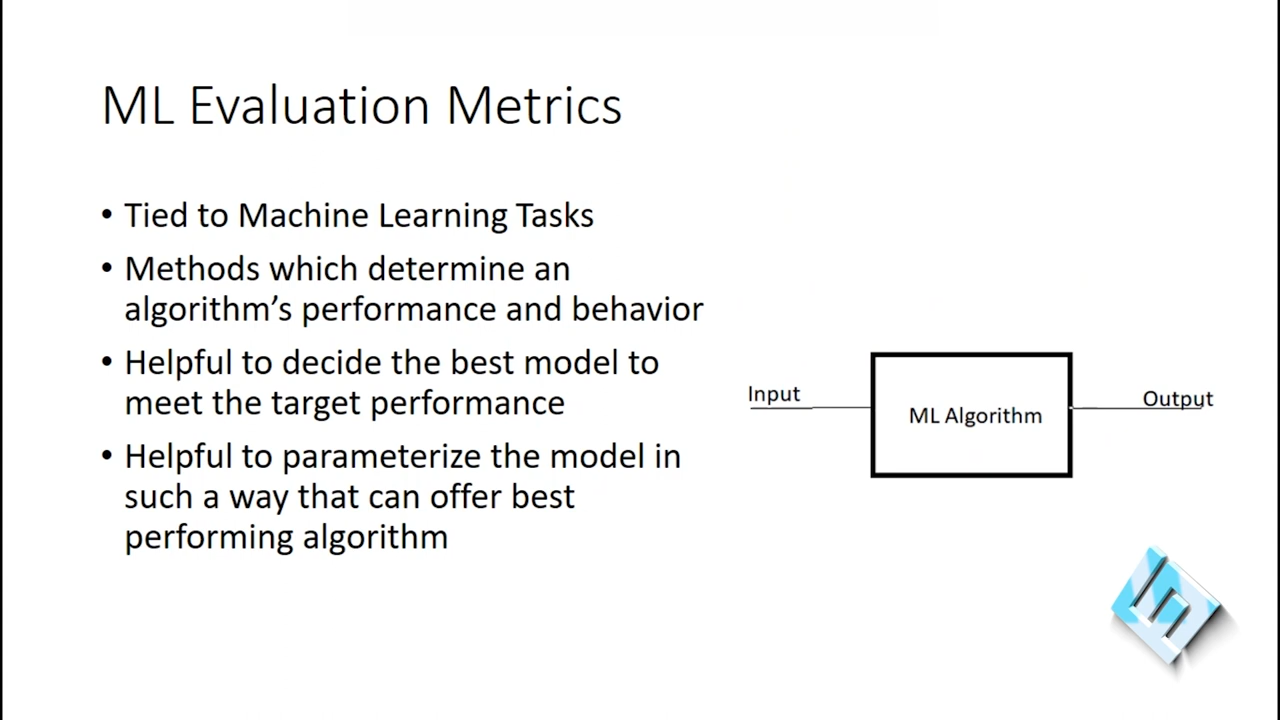 ML Evaluation Metrics
• Tied to Machine Learning Tasks
• Methods which determine an
algorithm’s performance and behavior
• Helpful to decide the best model to
meet the target performance
• Helpful to parameterize the model in
such a way that can offer best
performing algorithm
Input
ML Algorithm
Output